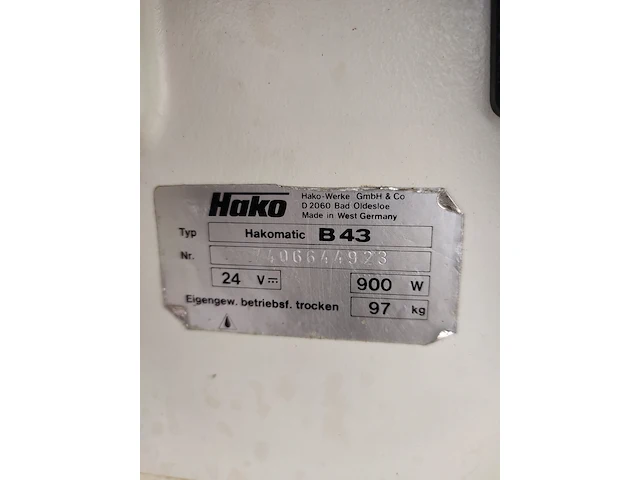 Hako
Hako-Werke GmbH & Co
D 2060 Bad Oldesloe
Made in West Germany
Typ Hakomatic B 43
Nr. 406644923
24 V⎓ 900 W
Eigengew. betriebsf. trocken 97 kg